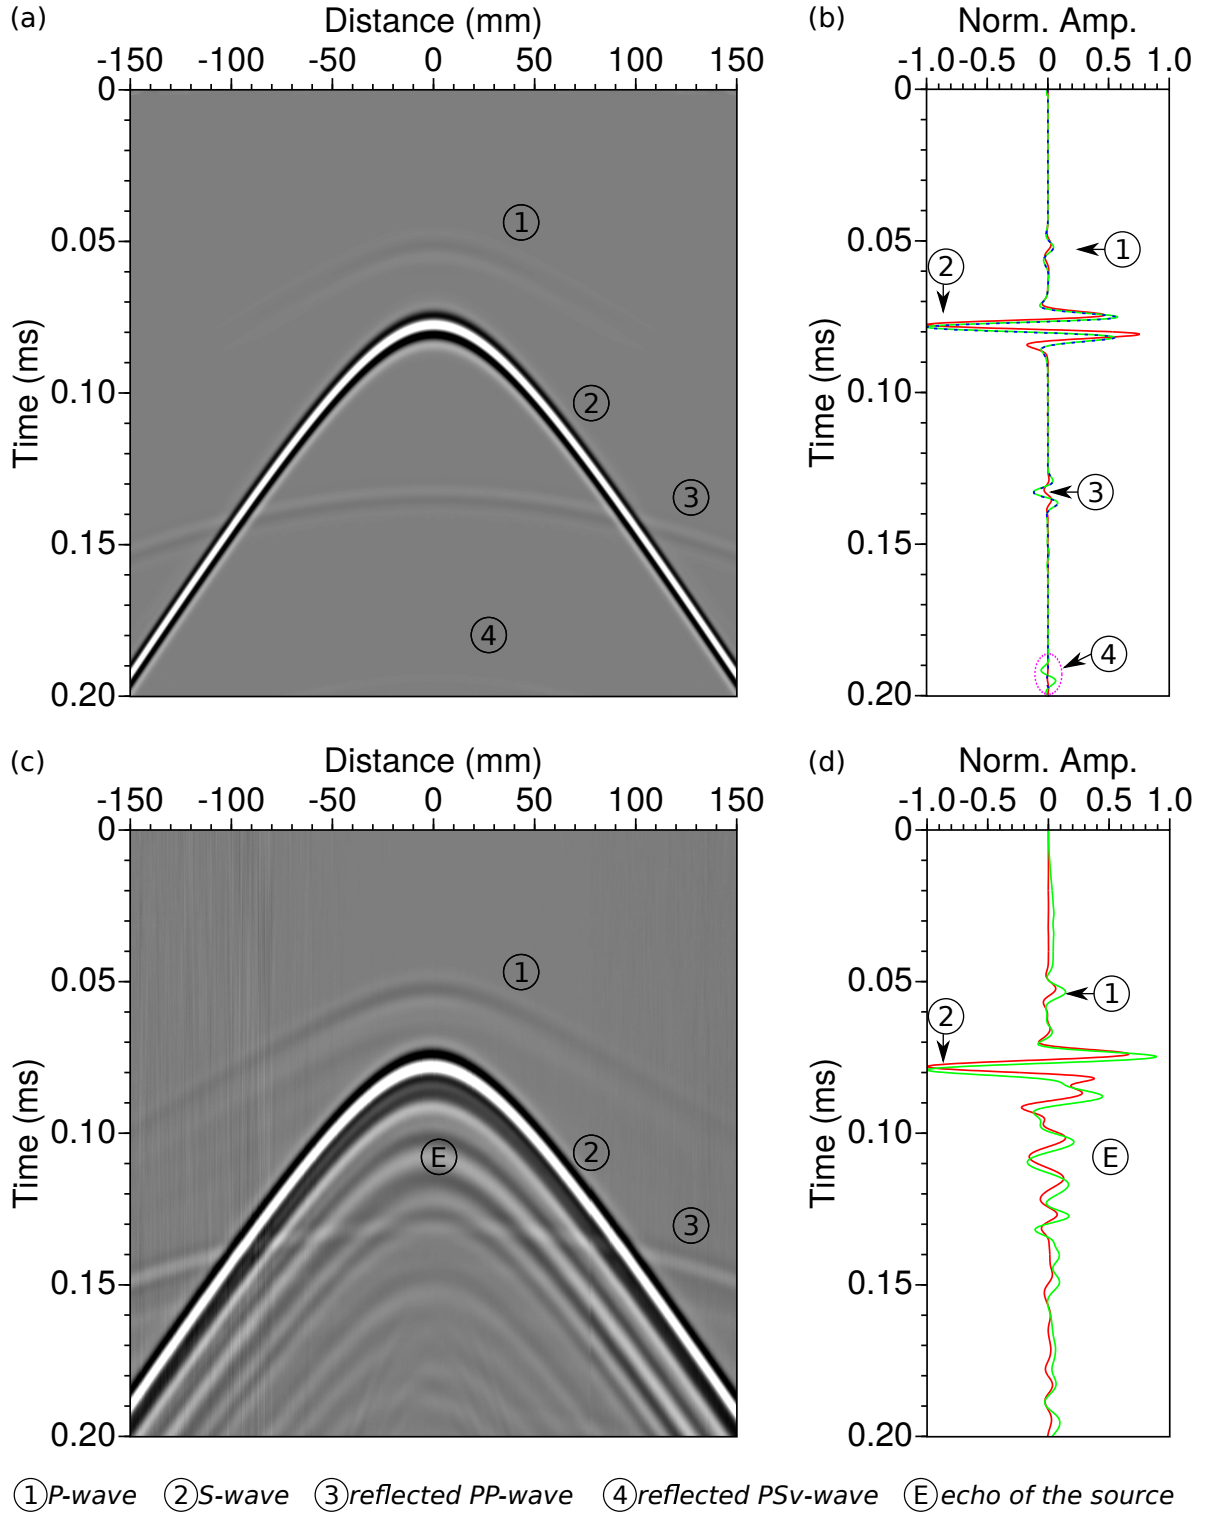 (a) Distance (mm) (b) Norm. Amp.
-150 -100 -50 0 50 100 150 -1.0 -0.5 0 0.5 1.0
0 0
1
0.05 0.05 1
2
Time (ms) Time (ms)
0.10 2 0.10
3 3
0.15 0.15
4 4
0.20 0.20
(c) Distance (mm) (d) Norm. Amp.
-150 -100 -50 0 50 100 150 -1.0 -0.5 0 0.5 1.0
0 0
1
0.05 0.05 1
2
Time (ms) Time (ms)
0.10 0.10
E 2 E
3
0.15 0.15
0.20 0.20
1 P-wave 2 S-wave 3 reflected PP-wave 4 reflected PSv-wave E echo of the source